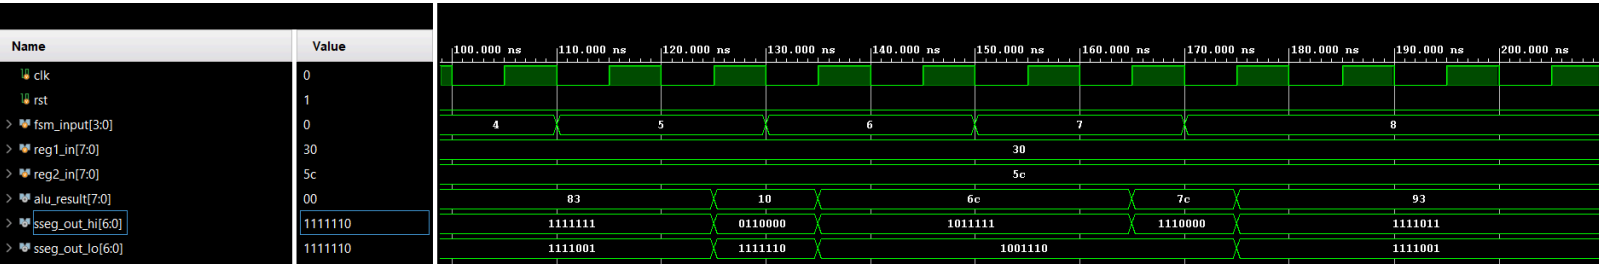 Name Value
100.000 ns 110.000 ns 120.000 ns 130.000 ns 140.000 ns 150.000 ns 160.000 ns 170.000 ns 180.000 ns 190.000 ns 200.000 ns
clk 0
rst 1
fsm_input[3:0] 0 4 5 6 7 8
reg1_in[7:0] 30 30
reg2_in[7:0] 5c 5c
alu_result[7:0] 00 83 10 6c 7c 93
sseg_out_hi[6:0] 1111110 1111111 0110000 1011111 1110000 1111011
sseg_out_lo[6:0] 1111110 1111001 1111110 1001110 1111001